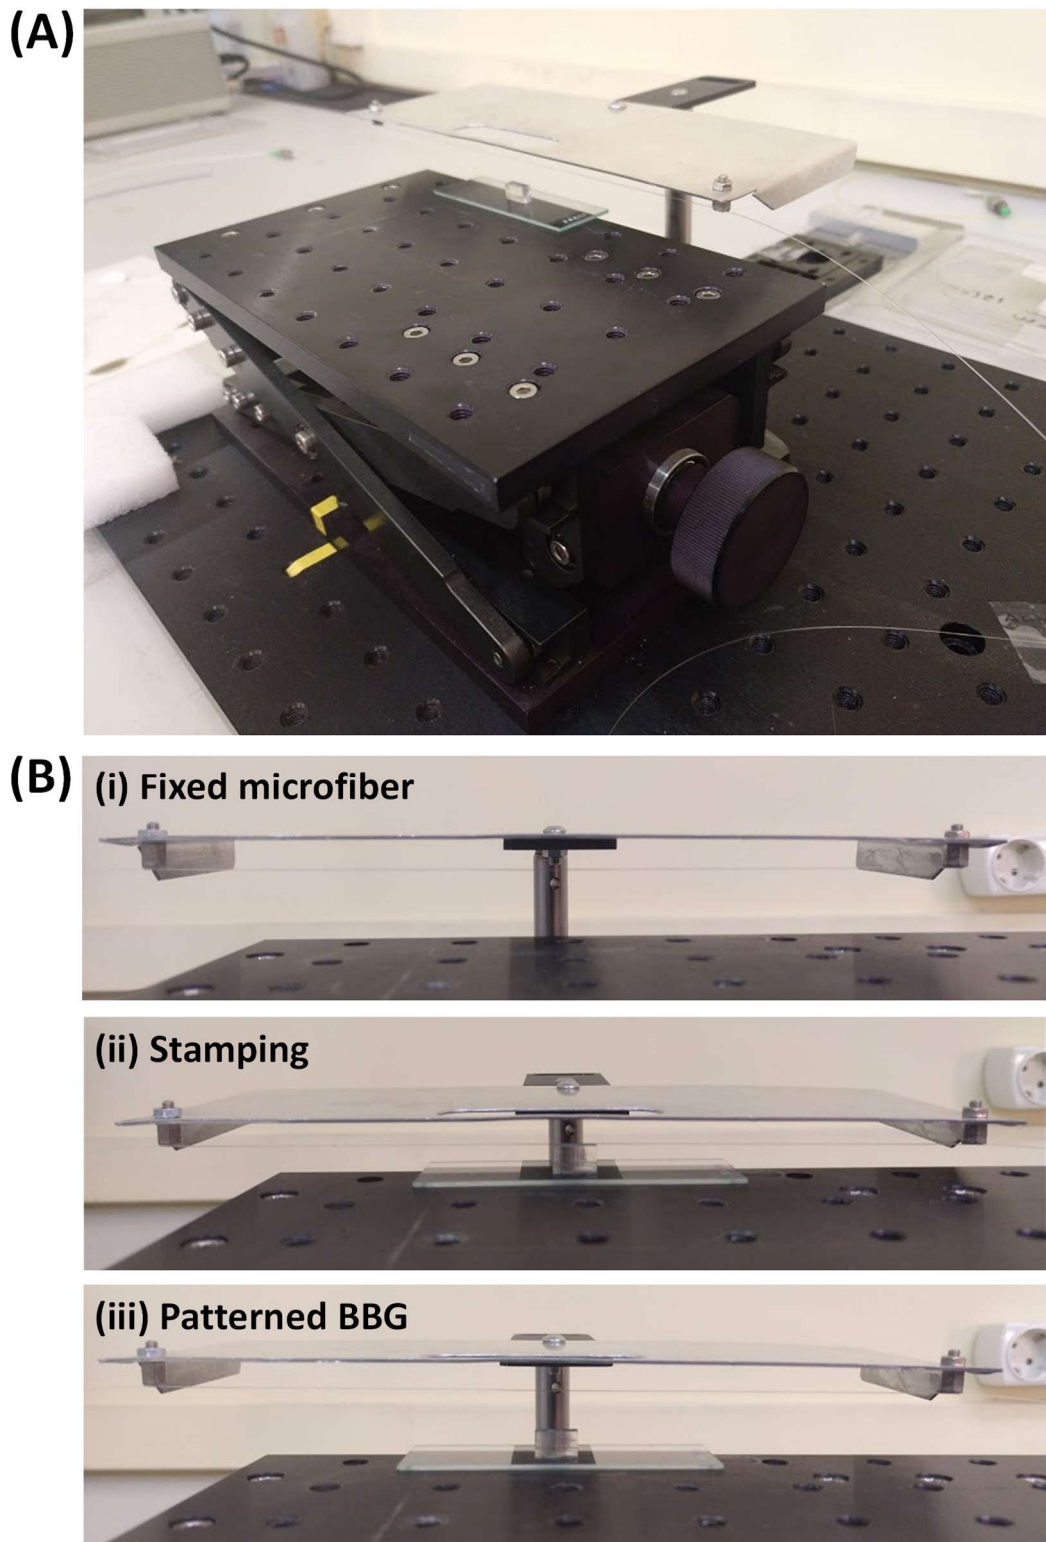 (A)
(B)
(i) Fixed microfiber
(ii) Stamping
(iii) Patterned BBG